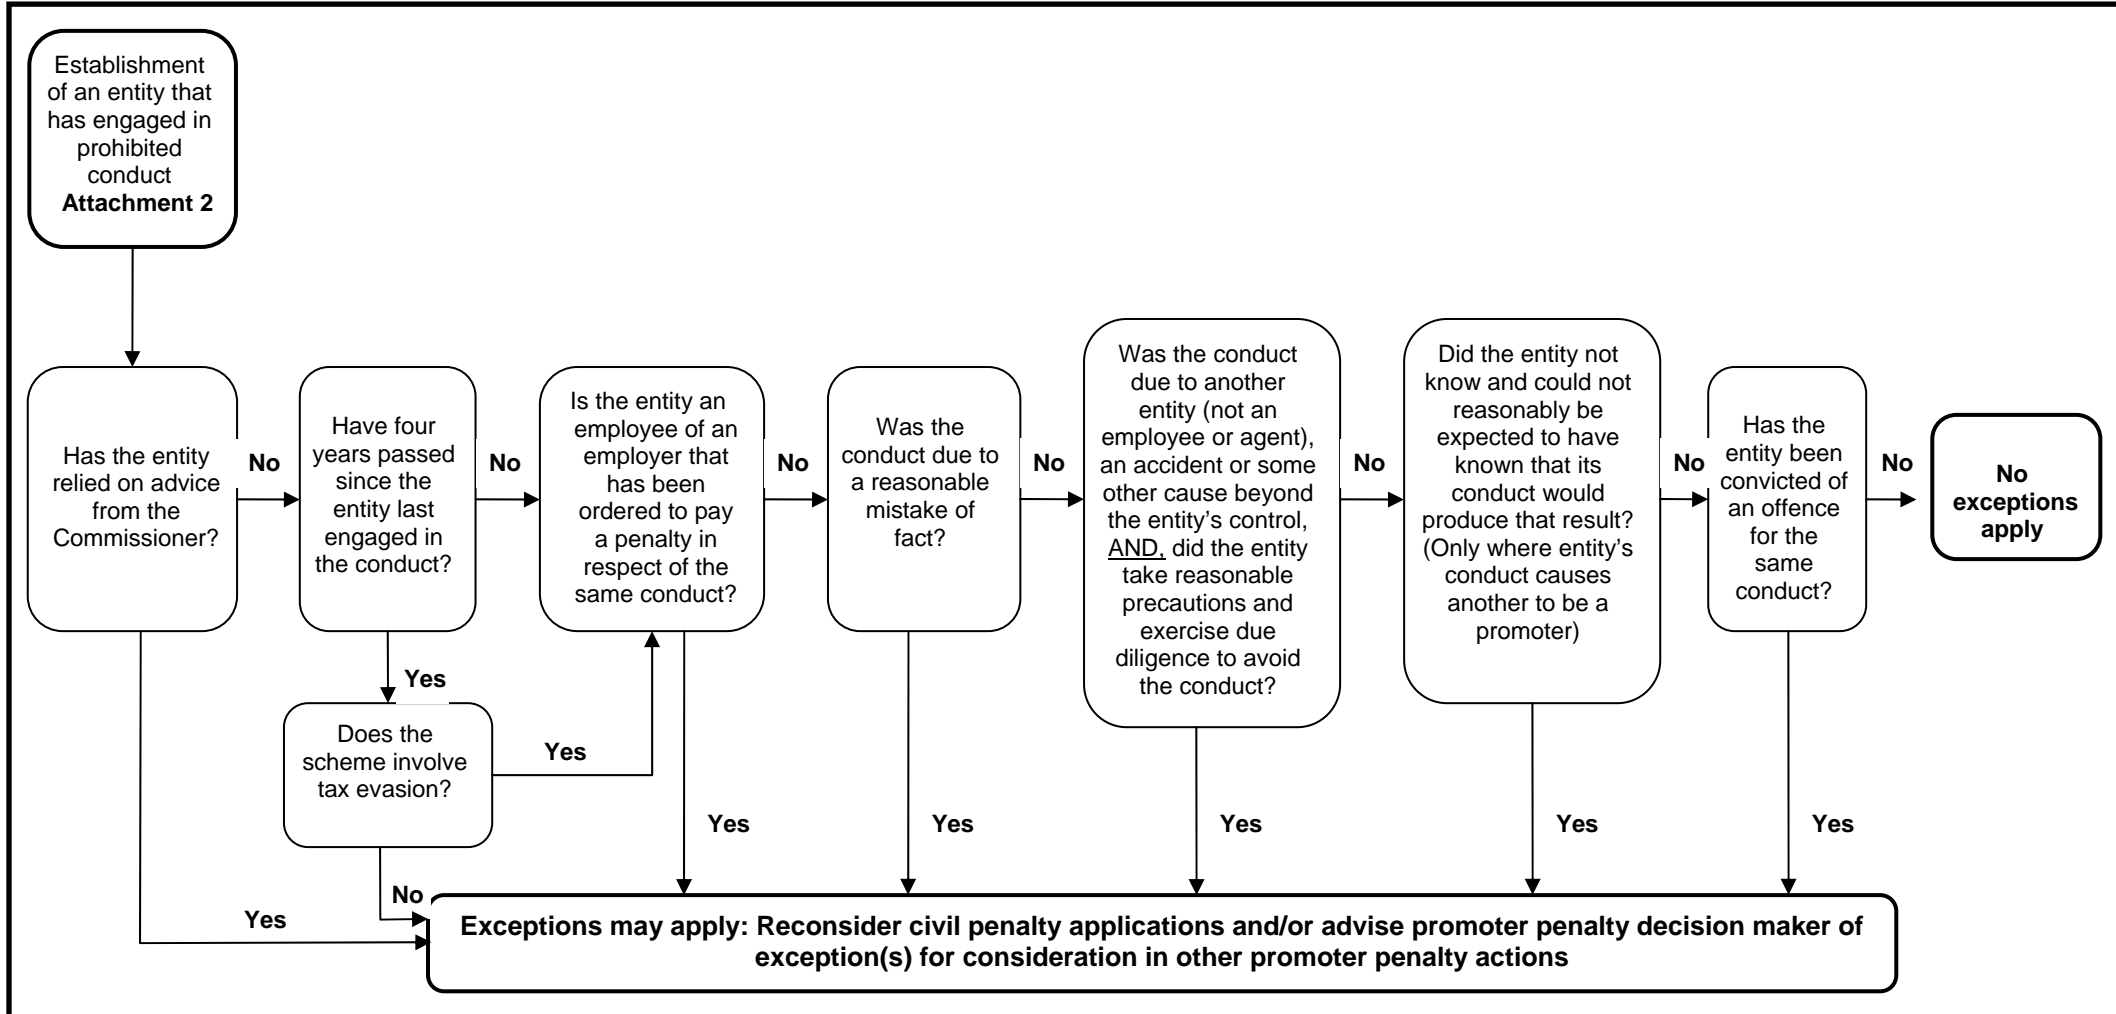 Establishment
of an entity that
has engaged in
prohibited
conduct
Attachment 2
Has the entity
relied on advice
from the
Commissioner?
No
Yes
Have four
years passed
since the
entity last
engaged in
the conduct?
No
Yes
Does the
scheme involve
tax evasion?
Yes
No
Is the entity an
employee of an
employer that
has been
ordered to pay
a penalty in
respect of the
same conduct?
No
Yes
Was the
conduct due to
a reasonable
mistake of
fact?
No
Yes
Was the conduct
due to another
entity (not an
employee or agent),
an accident or some
other cause beyond
the entity’s control,
AND, did the entity
take reasonable
precautions and
exercise due
diligence to avoid
the conduct?
No
Yes
Did the entity not
know and could not
reasonably be
expected to have
known that its
conduct would
produce that result?
(Only where entity’s
conduct causes
another to be a
promoter)
No
Yes
Has the
entity been
convicted of
an offence
for the
same
conduct?
No
Yes
No
exceptions
apply
Exceptions may apply: Reconsider civil penalty applications and/or advise promoter penalty decision maker of
exception(s) for consideration in other promoter penalty actions